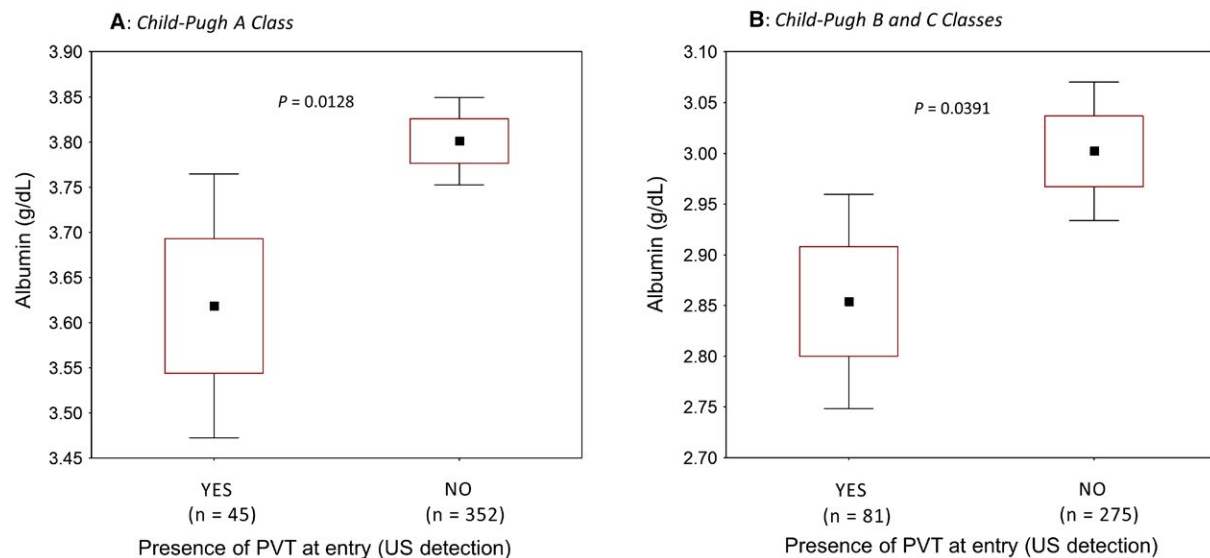 A: Child-Pugh A Class
3.90
3.85
3.80
3.75
3.70
3.65
3.60
3.55
3.50
3.45
Albumin (g/dL)
P = 0.0128
YES
(n = 45)
NO
(n = 352)
Presence of PVT at entry (US detection)
B: Child-Pugh B and C Classes
3.10
3.05
3.00
2.95
2.90
2.85
2.80
2.75
2.70
Albumin (g/dL)
P = 0.0391
YES
(n = 81)
NO
(n = 275)
Presence of PVT at entry (US detection)